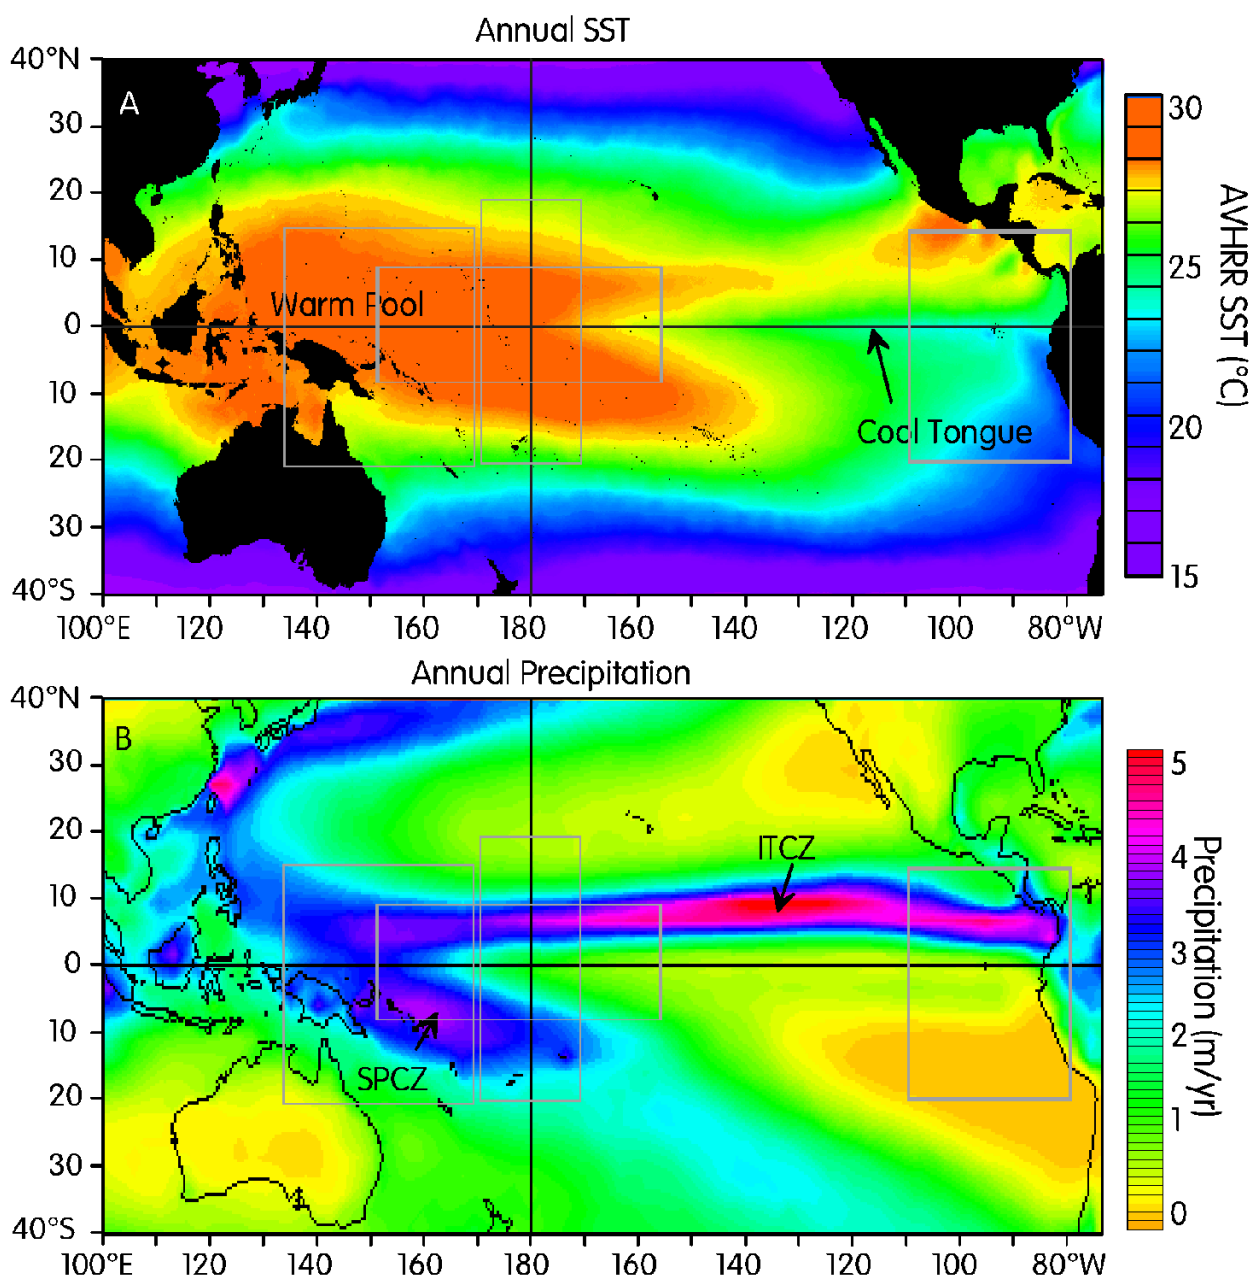 Annual SST
40°N
30
20
10
0
10
20
30
40°S
A
Warm Pool
Cool Tongue
100°E 120 140 160 180 160 140 120 100 80°W
30
25
20
15
AVHRR SST (°C)
Annual Precipitation
40°N
30
20
10
0
10
20
30
40°S
B
ITCZ
SPCZ
100°E 120 140 160 180 160 140 120 100 80°W
5
4
3
2
1
0
Precipitation (m/yr)